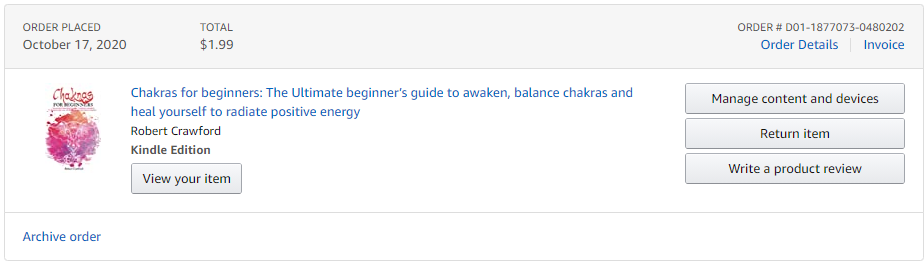 ORDER PLACED
October 17, 2020
TOTAL
$1.99
ORDER # D01-1877073-0480202
Order Details
Invoice
Chakras
FOR BEGINNERS
Chakras for beginners: The Ultimate beginner's guide to awaken, balance chakras and
heal yourself to radiate positive energy
Robert Crawford
Kindle Edition
View your item
Manage content and devices
Return item
Write a product review
Archive order